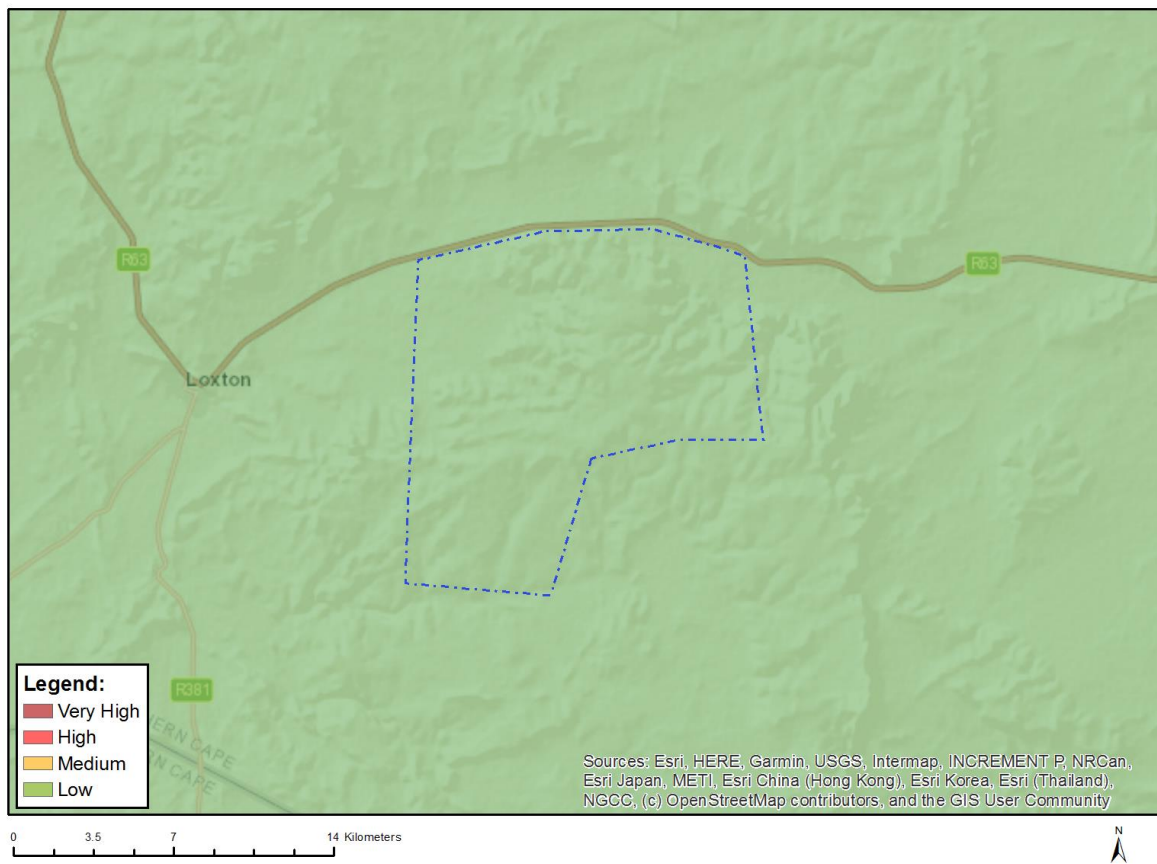 R63
R63
Loxton
R381
HERN CAPE
RN CAPE
Legend:
Very High
High
Medium
Low
Sources: Esri, HERE, Garmin, USGS, Intermap, INCREMENT P, NRCan,
Esri Japan, METI, Esri China (Hong Kong), Esri Korea, Esri (Thailand),
NGCC, (c) OpenStreetMap contributors, and the GIS User Community
0 3.5 7 14 Kilometers
N